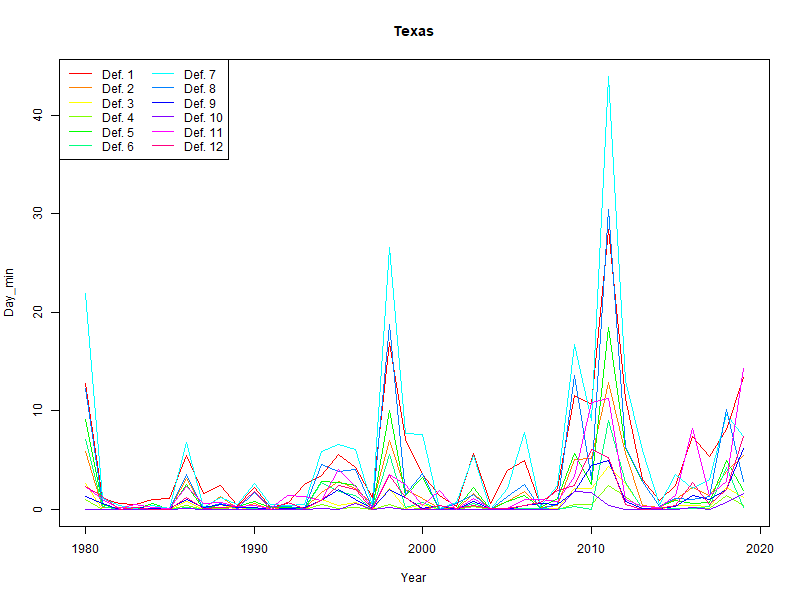 Texas
Day_min
40
30
20
10
0
Def. 1 Def. 7
Def. 2 Def. 8
Def. 3 Def. 9
Def. 4 Def. 10
Def. 5 Def. 11
Def. 6 Def. 12
1980 1990 2000 2010 2020
Year